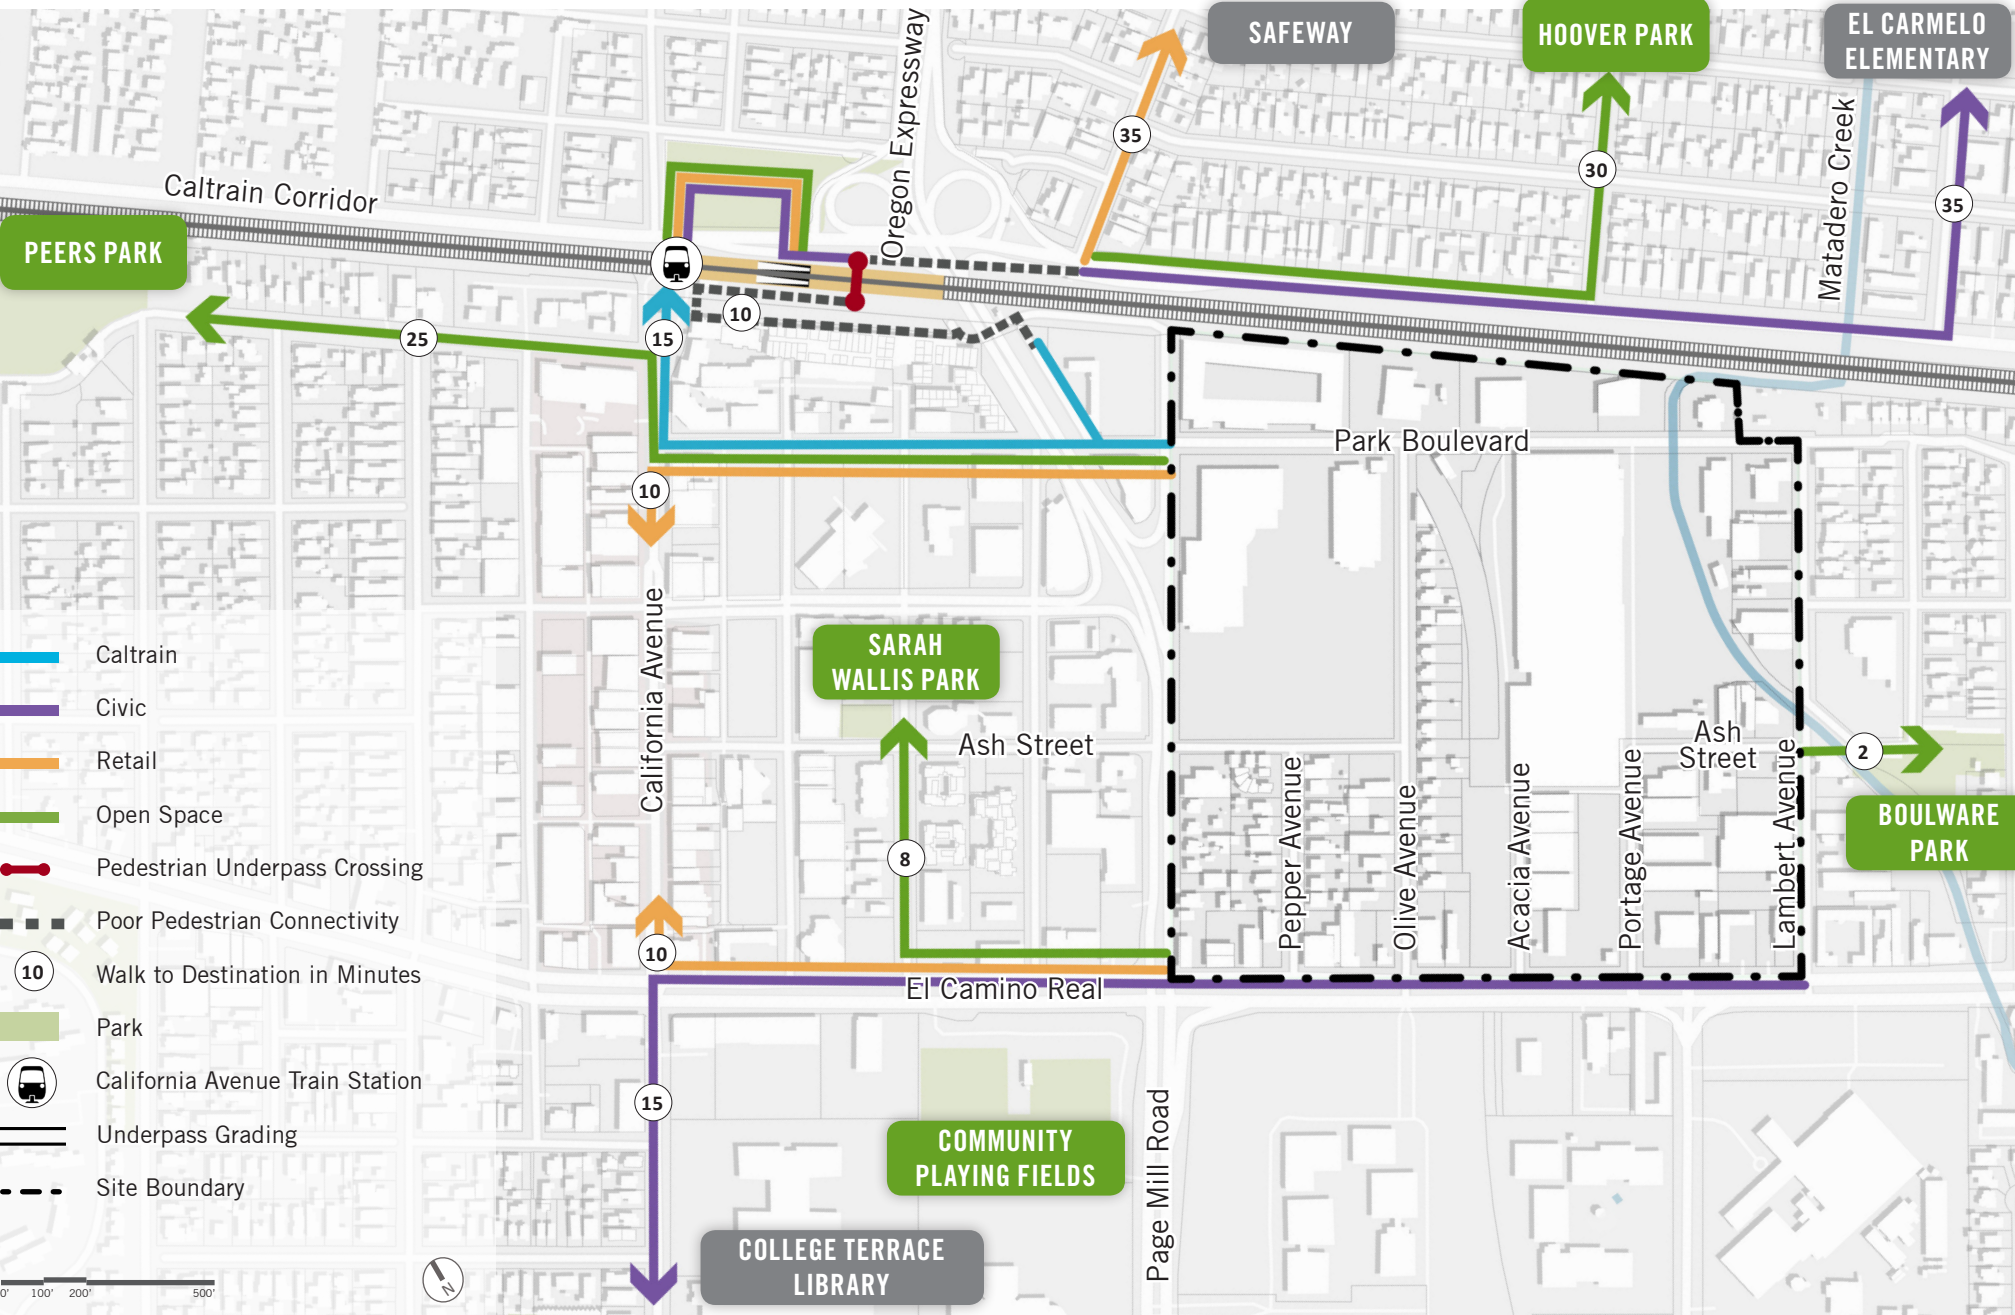 SAFEWAY
HOOVER PARK
EL CARMELO
ELEMENTARY
Oregon Expressway
35
30
35
Matadero Creek
Caltrain Corridor
PEERS PARK
25
15
10
Park Boulevard
10
California Avenue
SARAH
WALLIS PARK
Ash Street
Ash
Street
2
BOULWARE
PARK
8
Pepper Avenue
Olive Avenue
Acacia Avenue
Portage Avenue
Lambert Avenue
10
El Camino Real
15
Page Mill Road
COMMUNITY
PLAYING FIELDS
COLLEGE TERRACE
LIBRARY
Caltrain
Civic
Retail
Open Space
Pedestrian Underpass Crossing
Poor Pedestrian Connectivity
10 Walk to Destination in Minutes
Park
California Avenue Train Station
Underpass Grading
Site Boundary
0' 100' 200' 500'
N